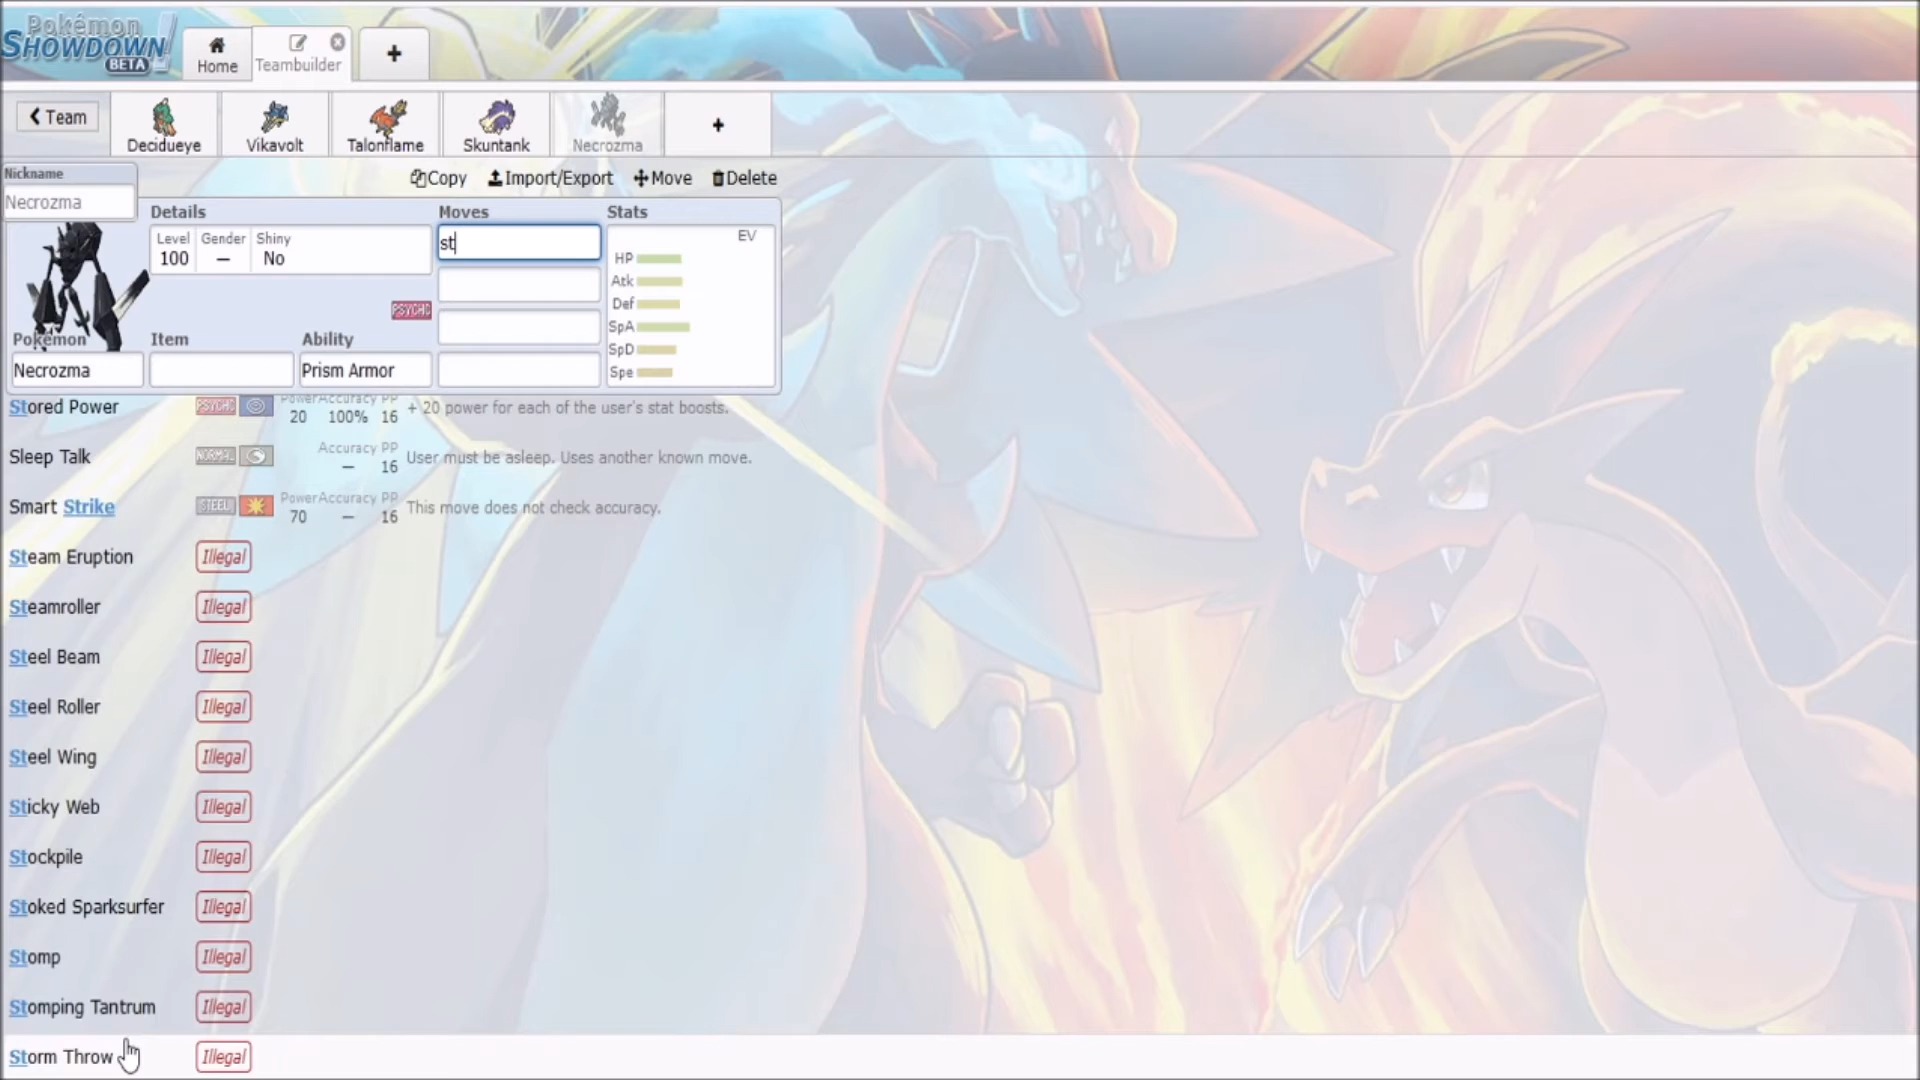 Pokémon
SHOWDOWN!
BETA
Home
Teambuilder
+
Team
Decidueye
Vikavolt
Talonflame
Skuntank
Necrozma
+
Nickname
Necrozma
Copy
Import/Export
Move
Delete
Details
Moves
Stats
Level
Gender
Shiny
100
—
No
st
EV
HP
Atk
Def
SpA
SpD
Spe
PSYCHC
Pokémon
Item
Ability
Necrozma
Prism Armor
Stored Power PSYCHC Power 20 Accuracy 100% PP 16 + 20 power for each of the user's stat boosts.
Sleep Talk NORMAL Accuracy — PP 16 User must be asleep. Uses another known move.
Smart Strike STEEL Power 70 Accuracy — PP 16 This move does not check accuracy.
Steam Eruption Illegal
Steamroller Illegal
Steel Beam Illegal
Steel Roller Illegal
Steel Wing Illegal
Sticky Web Illegal
Stockpile Illegal
Stoked Sparksurfer Illegal
Stomp Illegal
Stomping Tantrum Illegal
Storm Throw Illegal